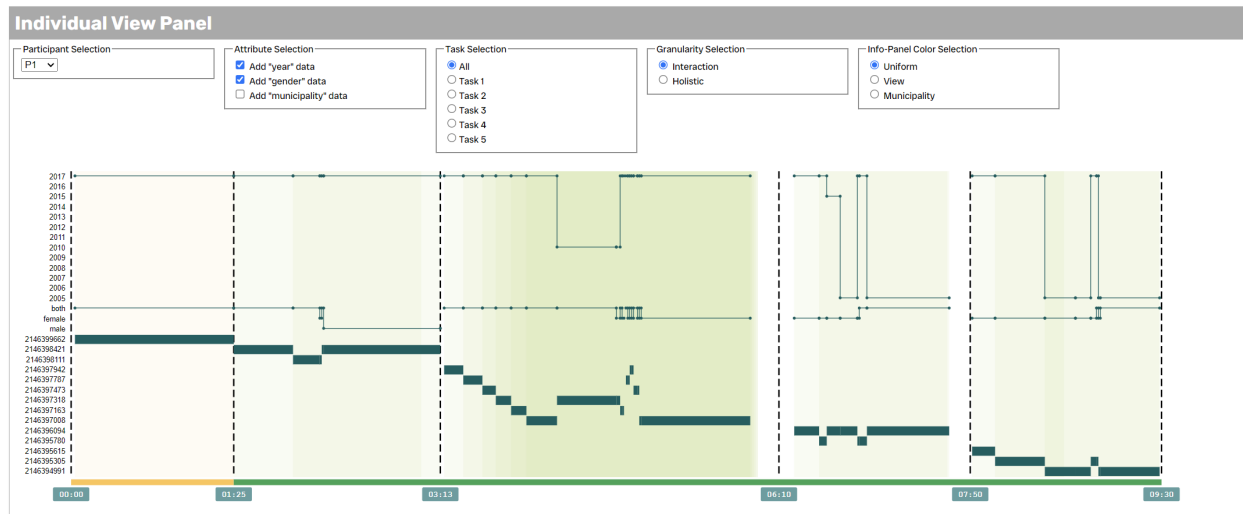 Individual View Panel
Participant Selection
P1
Attribute Selection
Add "year" data
Add "gender" data
Add "municipality" data
Task Selection
All
Task 1
Task 2
Task 3
Task 4
Task 5
Granularity Selection
Interaction
Holistic
Info-Panel Color Selection
Uniform
View
Municipality
2017
2016
2015
2014
2013
2012
2011
2010
2009
2008
2007
2006
2005
both
female
male
2146399662
2146398421
2146398111
2146397942
2146397787
2146397473
2146397318
2146397163
2146397008
2146396094
2146395780
2146395615
2146395305
2146394991
00:00 01:25 03:13 06:10 07:50 09:30